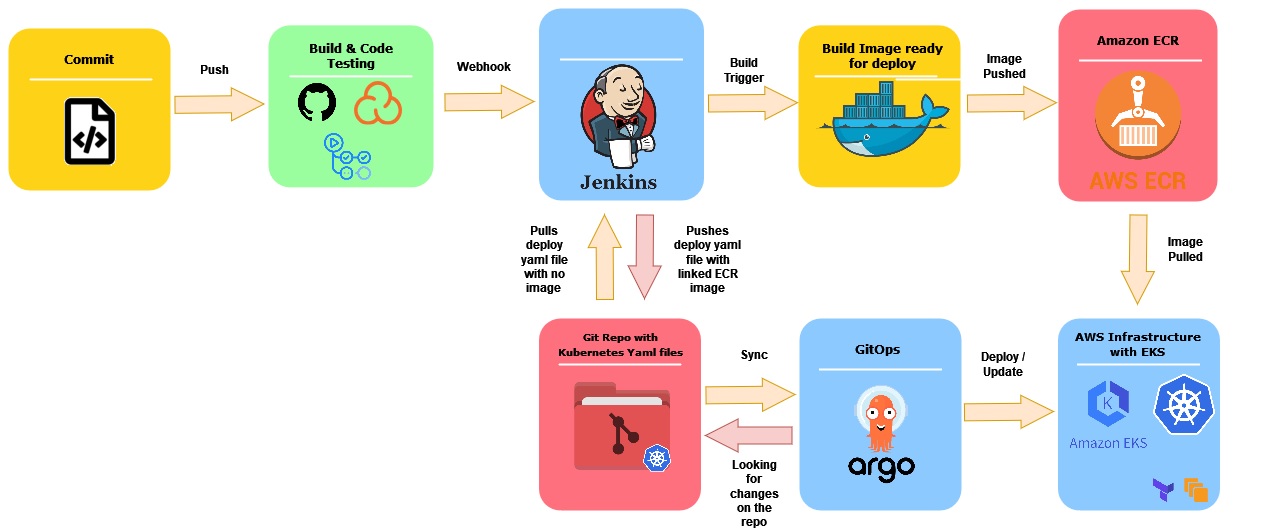 Commit
Push
Build & Code
Testing
Webhook
Jenkins
Build
Trigger
Build Image ready
for deploy
Image
Pushed
Amazon ECR
AWS ECR
Pulls
deploy
yaml file
with no
image
Pushes
deploy yaml
file with
linked ECR
image
Image
Pulled
Git Repo with
Kubernetes Yaml files
Sync
Looking
for
changes
on the
repo
GitOps
argo
Deploy /
Update
AWS Infrastructure
with EKS
K
Amazon EKS